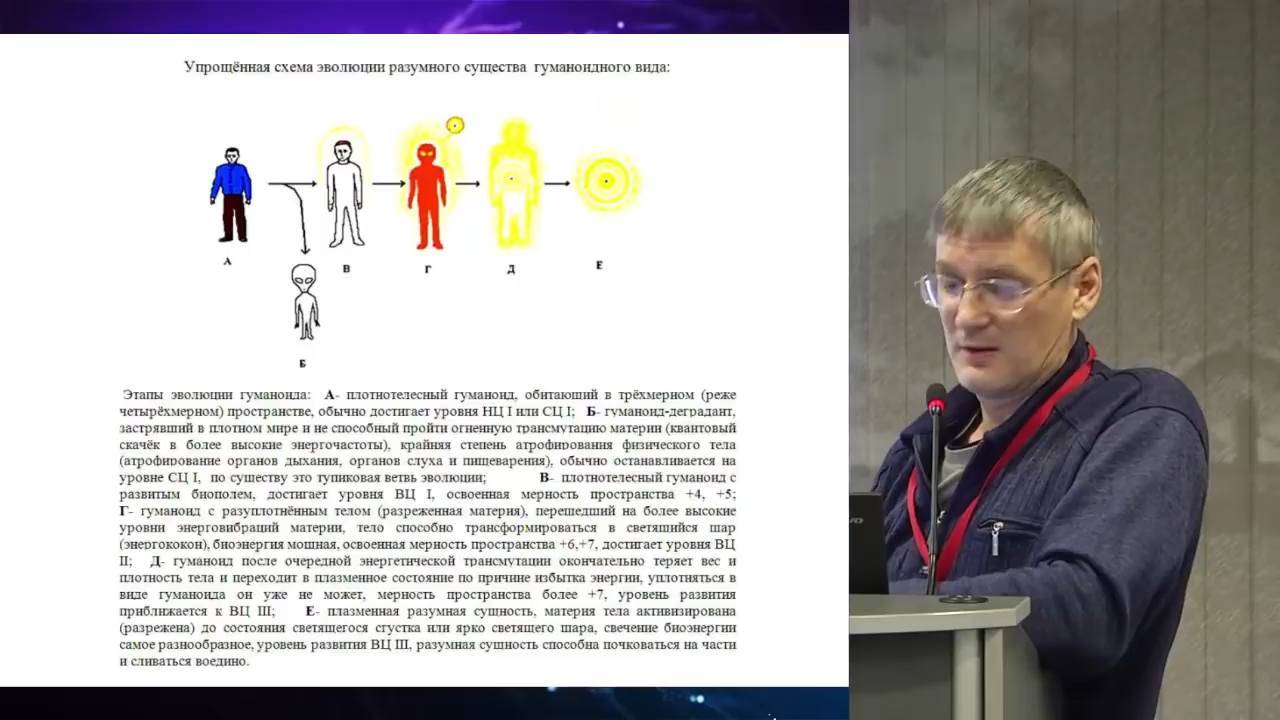 Упрощённая схема эволюции разумного существа гуманоидного вида:
А
В
Г
Д
Е
Б
Этапы эволюции гуманоида: А- плотнотелесный гуманоид, обитающий в трёхмерном (реже
четырёхмерном) пространстве, обычно достигает уровня НЦ I или СЦ I; Б- гуманоид-деградант,
застрявший в плотном мире и не способный пройти огненную трансмутацию материи (квантовый
скачёк в более высокие энергочастоты), крайняя степень атрофирования физического тела
(атрофирование органов дыхания, органов слуха и пищеварения), обычно останавливается на
уровне СЦ I, по существу это тупиковая ветвь эволюции; В- плотнотелесный гуманоид с
развитым биополем, достигает уровня ВЦ I, освоенная мерность пространства +4, +5;
Г- гуманоид с разуплотнённым телом (разреженная материя), перешедший на более высокие
уровни энерговибраций материи, тело способно трансформироваться в светящийся шар
(энергококон), биоэнергия мощная, освоенная мерность пространства +6,+7, достигает уровня ВЦ
II; Д- гуманоид после очередной энергетической трансмутации окончательно теряет вес и
плотность тела и переходит в плазменное состояние по причине избытка энергии, уплотняться в
виде гуманоида он уже не может, мерность пространства более +7, уровень развития
приближается к ВЦ III; Е- плазменная разумная сущность, материя тела активизирована
(разрежена) до состояния светящегося сгустка или ярко светящего шара, свечение биоэнергии
самое разнообразное, уровень развития ВЦ III, разумная сущность способна почковаться на части
и сливаться воедино.